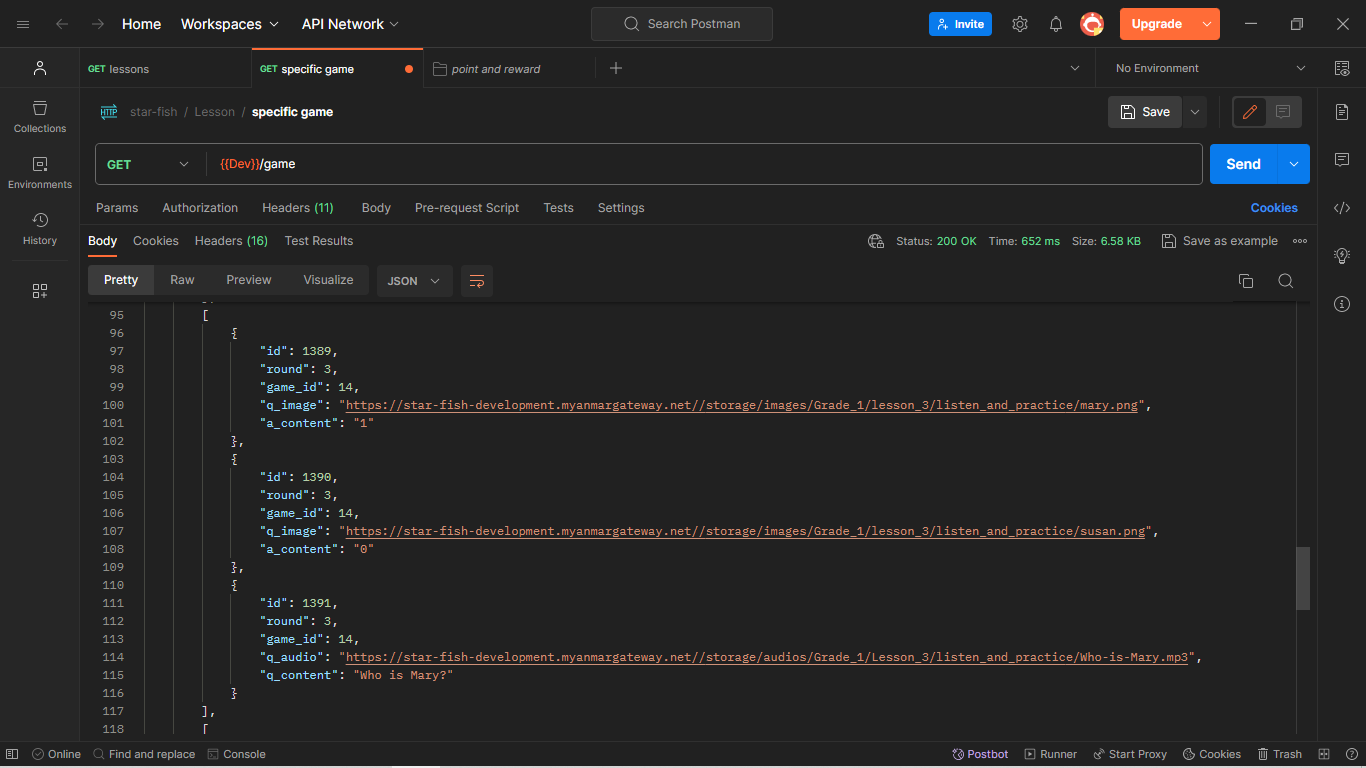 Home Workspaces API Network Search Postman Invite Upgrade
GET lessons GET specific game point and reward No Environment
HTTP star-fish / Lesson / specific game Save
Collections
Environments
History
GET {{Dev}}/game Send
Params Authorization Headers (11) Body Pre-request Script Tests Settings Cookies
Body Cookies Headers (16) Test Results Status: 200 OK Time: 652 ms Size: 6.58 KB Save as example
Pretty Raw Preview Visualize JSON
95 [
96 {
97 "id": 1389,
98 "round": 3,
99 "game_id": 14,
100 "q_image": "https://star-fish-development.myanmargateway.net//storage/images/Grade_1/lesson_3/listen_and_practice/mary.png",
101 "a_content": "1"
102 },
103 {
104 "id": 1390,
105 "round": 3,
106 "game_id": 14,
107 "q_image": "https://star-fish-development.myanmargateway.net//storage/images/Grade_1/lesson_3/listen_and_practice/susan.png",
108 "a_content": "0"
109 },
110 {
111 "id": 1391,
112 "round": 3,
113 "game_id": 14,
114 "q_audio": "https://star-fish-development.myanmargateway.net//storage/audios/Grade_1/Lesson_3/listen_and_practice/Who-is-Mary.mp3",
115 "q_content": "Who is Mary?"
116 }
117 ],
118 [
Online Find and replace Console Postbot Runner Start Proxy Cookies Trash